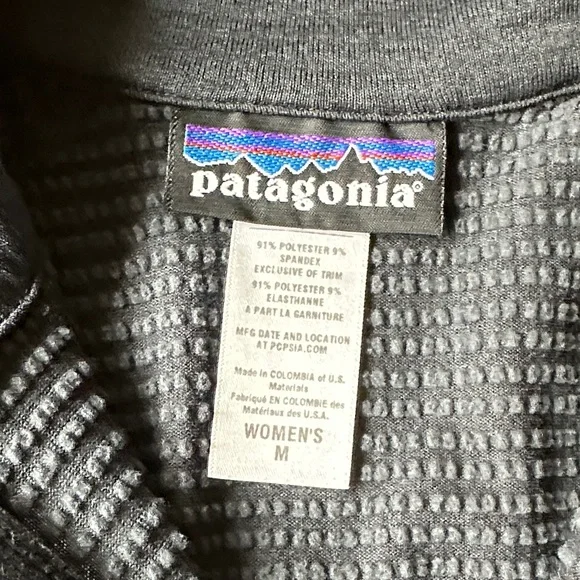 patagonia®
91% POLYESTER 9%
SPANDEX
EXCLUSIVE OF TRIM
91% POLYESTER 9%
ELASTHANNE
A PART LA GARNITURE
MFG DATE AND LOCATION
AT PCPSIA.COM
Made in COLOMBIA of U.S.
Materials
Fabriqué EN COLOMBIE des
Matériaux des U.S.A.
WOMEN'S
M